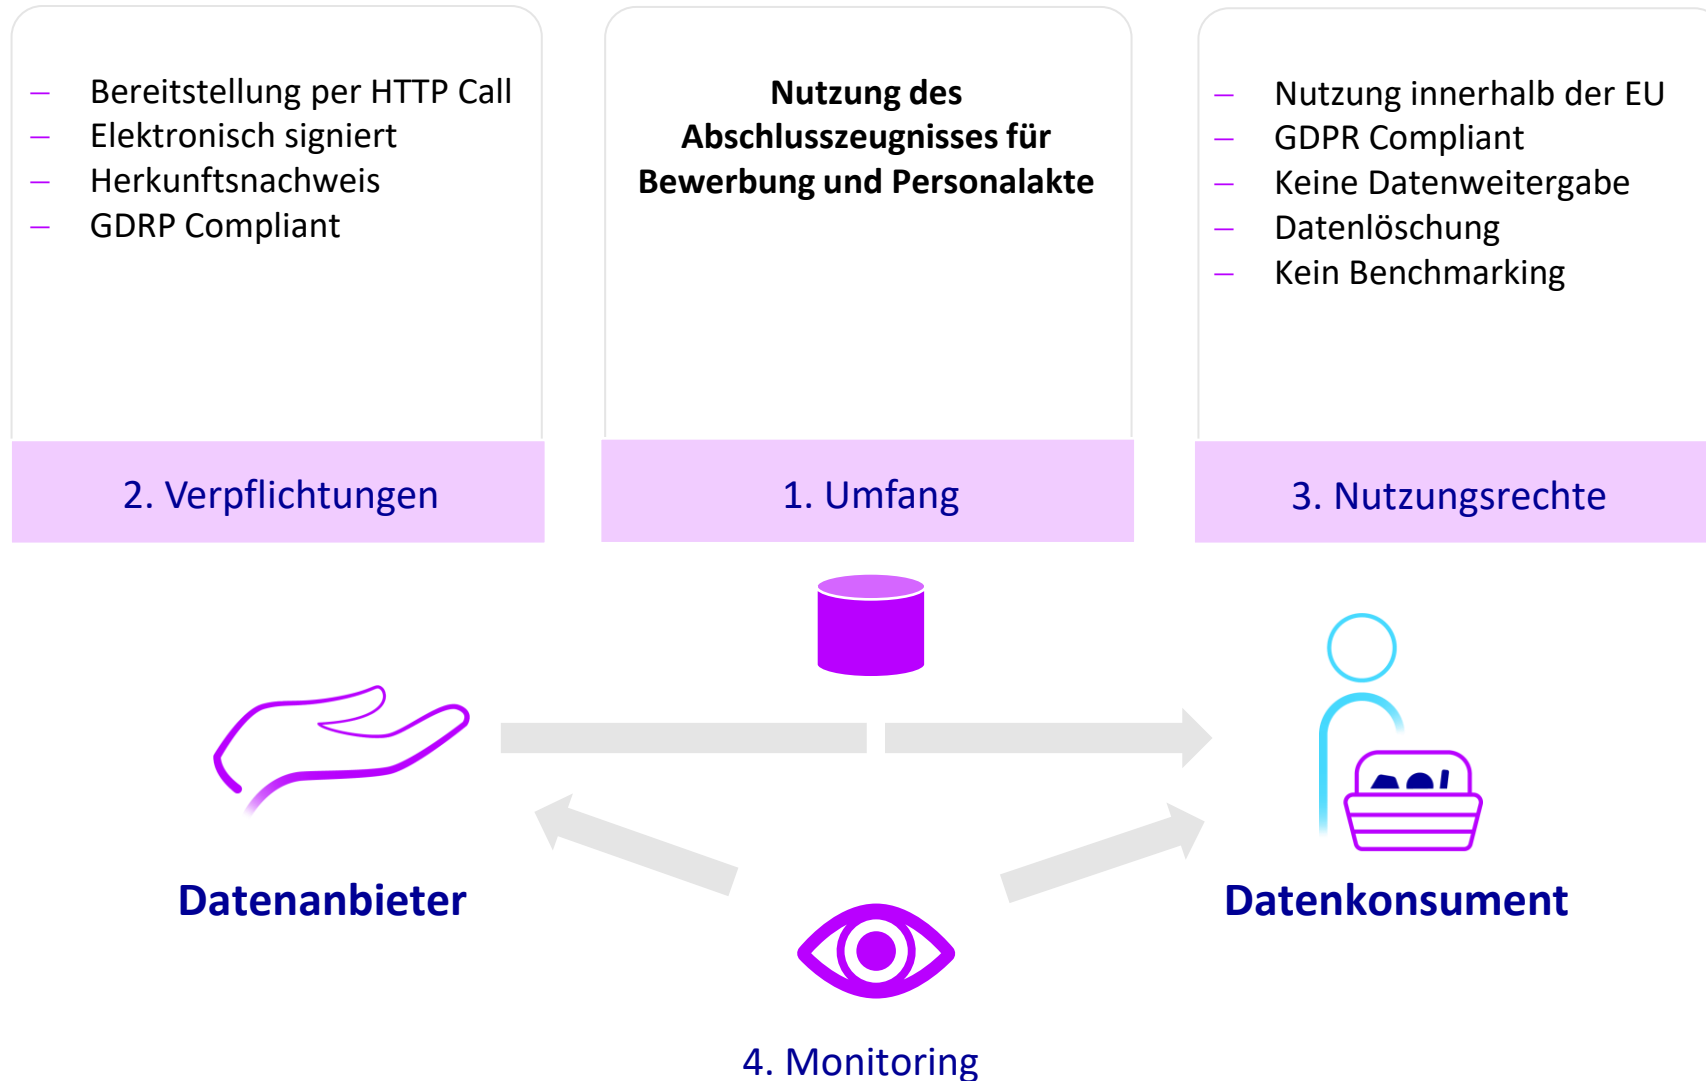 – Bereitstellung per HTTP Call
– Elektronisch signiert
– Herkunftsnachweis
– GDRP Compliant
2. Verpflichtungen
Nutzung des
Abschlusszeugnisses für
Bewerbung und Personalakte
1. Umfang
– Nutzung innerhalb der EU
– GDPR Compliant
– Keine Datenweitergabe
– Datenlöschung
– Kein Benchmarking
3. Nutzungsrechte
Datenanbieter
Datenkonsument
4. Monitoring